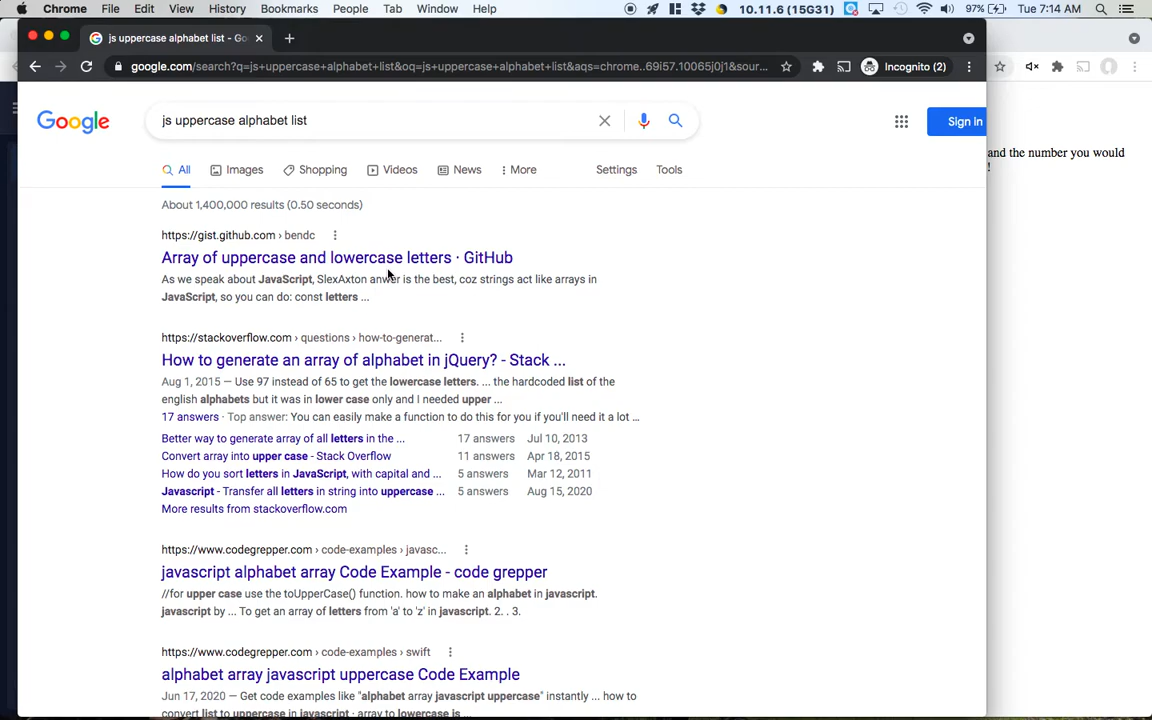 Chrome File Edit View History Bookmarks People Tab Window Help 10.11.6 (15G31) 97% Tue 7:14 AM
js uppercase alphabet list - Go
google.com/search?q=js+uppercase+alphabet+list&oq=js+uppercase+alphabet+list&aqs=chrome..69i57.10065j0j1&sour... Incognito (2)
Google js uppercase alphabet list Sign in
and the number you would
!
All Images Shopping Videos News More Settings Tools
About 1,400,000 results (0.50 seconds)
https://gist.github.com › bendc
Array of uppercase and lowercase letters · GitHub
As we speak about JavaScript, SlexAxton anwer is the best, coz strings act like arrays in
JavaScript, so you can do: const letters ...
https://stackoverflow.com › questions › how-to-generat...
How to generate an array of alphabet in jQuery? - Stack ...
Aug 1, 2015 — Use 97 instead of 65 to get the lowercase letters. ... the hardcoded list of the
english alphabets but it was in lower case only and I needed upper ...
17 answers · Top answer: You can easily make a function to do this for you if you'll need it a lot ...
Better way to generate array of all letters in the ... 17 answers Jul 10, 2013
Convert array into upper case - Stack Overflow 11 answers Apr 18, 2015
How do you sort letters in JavaScript, with capital and ... 5 answers Mar 12, 2011
Javascript - Transfer all letters in string into uppercase ... 5 answers Aug 15, 2020
More results from stackoverflow.com
https://www.codegrepper.com › code-examples › javasc...
javascript alphabet array Code Example - code grepper
//for upper case use the toUpperCase() function. how to make an alphabet in javascript.
javascript by ... To get an array of letters from 'a' to 'z' in javascript. 2. . 3.
https://www.codegrepper.com › code-examples › swift
alphabet array javascript uppercase Code Example
Jun 17, 2020 — Get code examples like "alphabet array javascript uppercase" instantly ... how to
convert list to uppercase in javascript · array to lowercase js ...